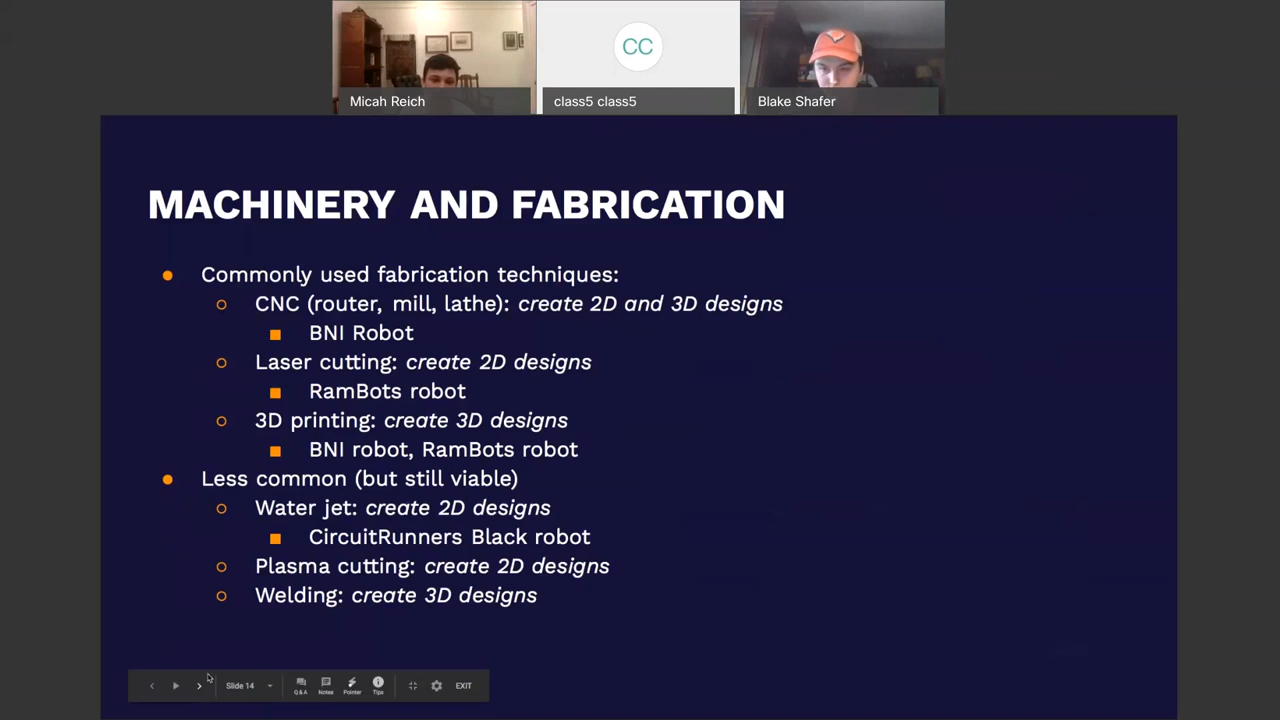 CC
Micah Reich
class5 class5
Blake Shafer
MACHINERY AND FABRICATION
Commonly used fabrication techniques:
CNC (router, mill, lathe): create 2D and 3D designs
BNI Robot
Laser cutting: create 2D designs
RamBots robot
3D printing: create 3D designs
BNI robot, RamBots robot
Less common (but still viable)
Water jet: create 2D designs
CircuitRunners Black robot
Plasma cutting: create 2D designs
Welding: create 3D designs
Slide 14
Q&A Notes Pointer Tips
EXIT